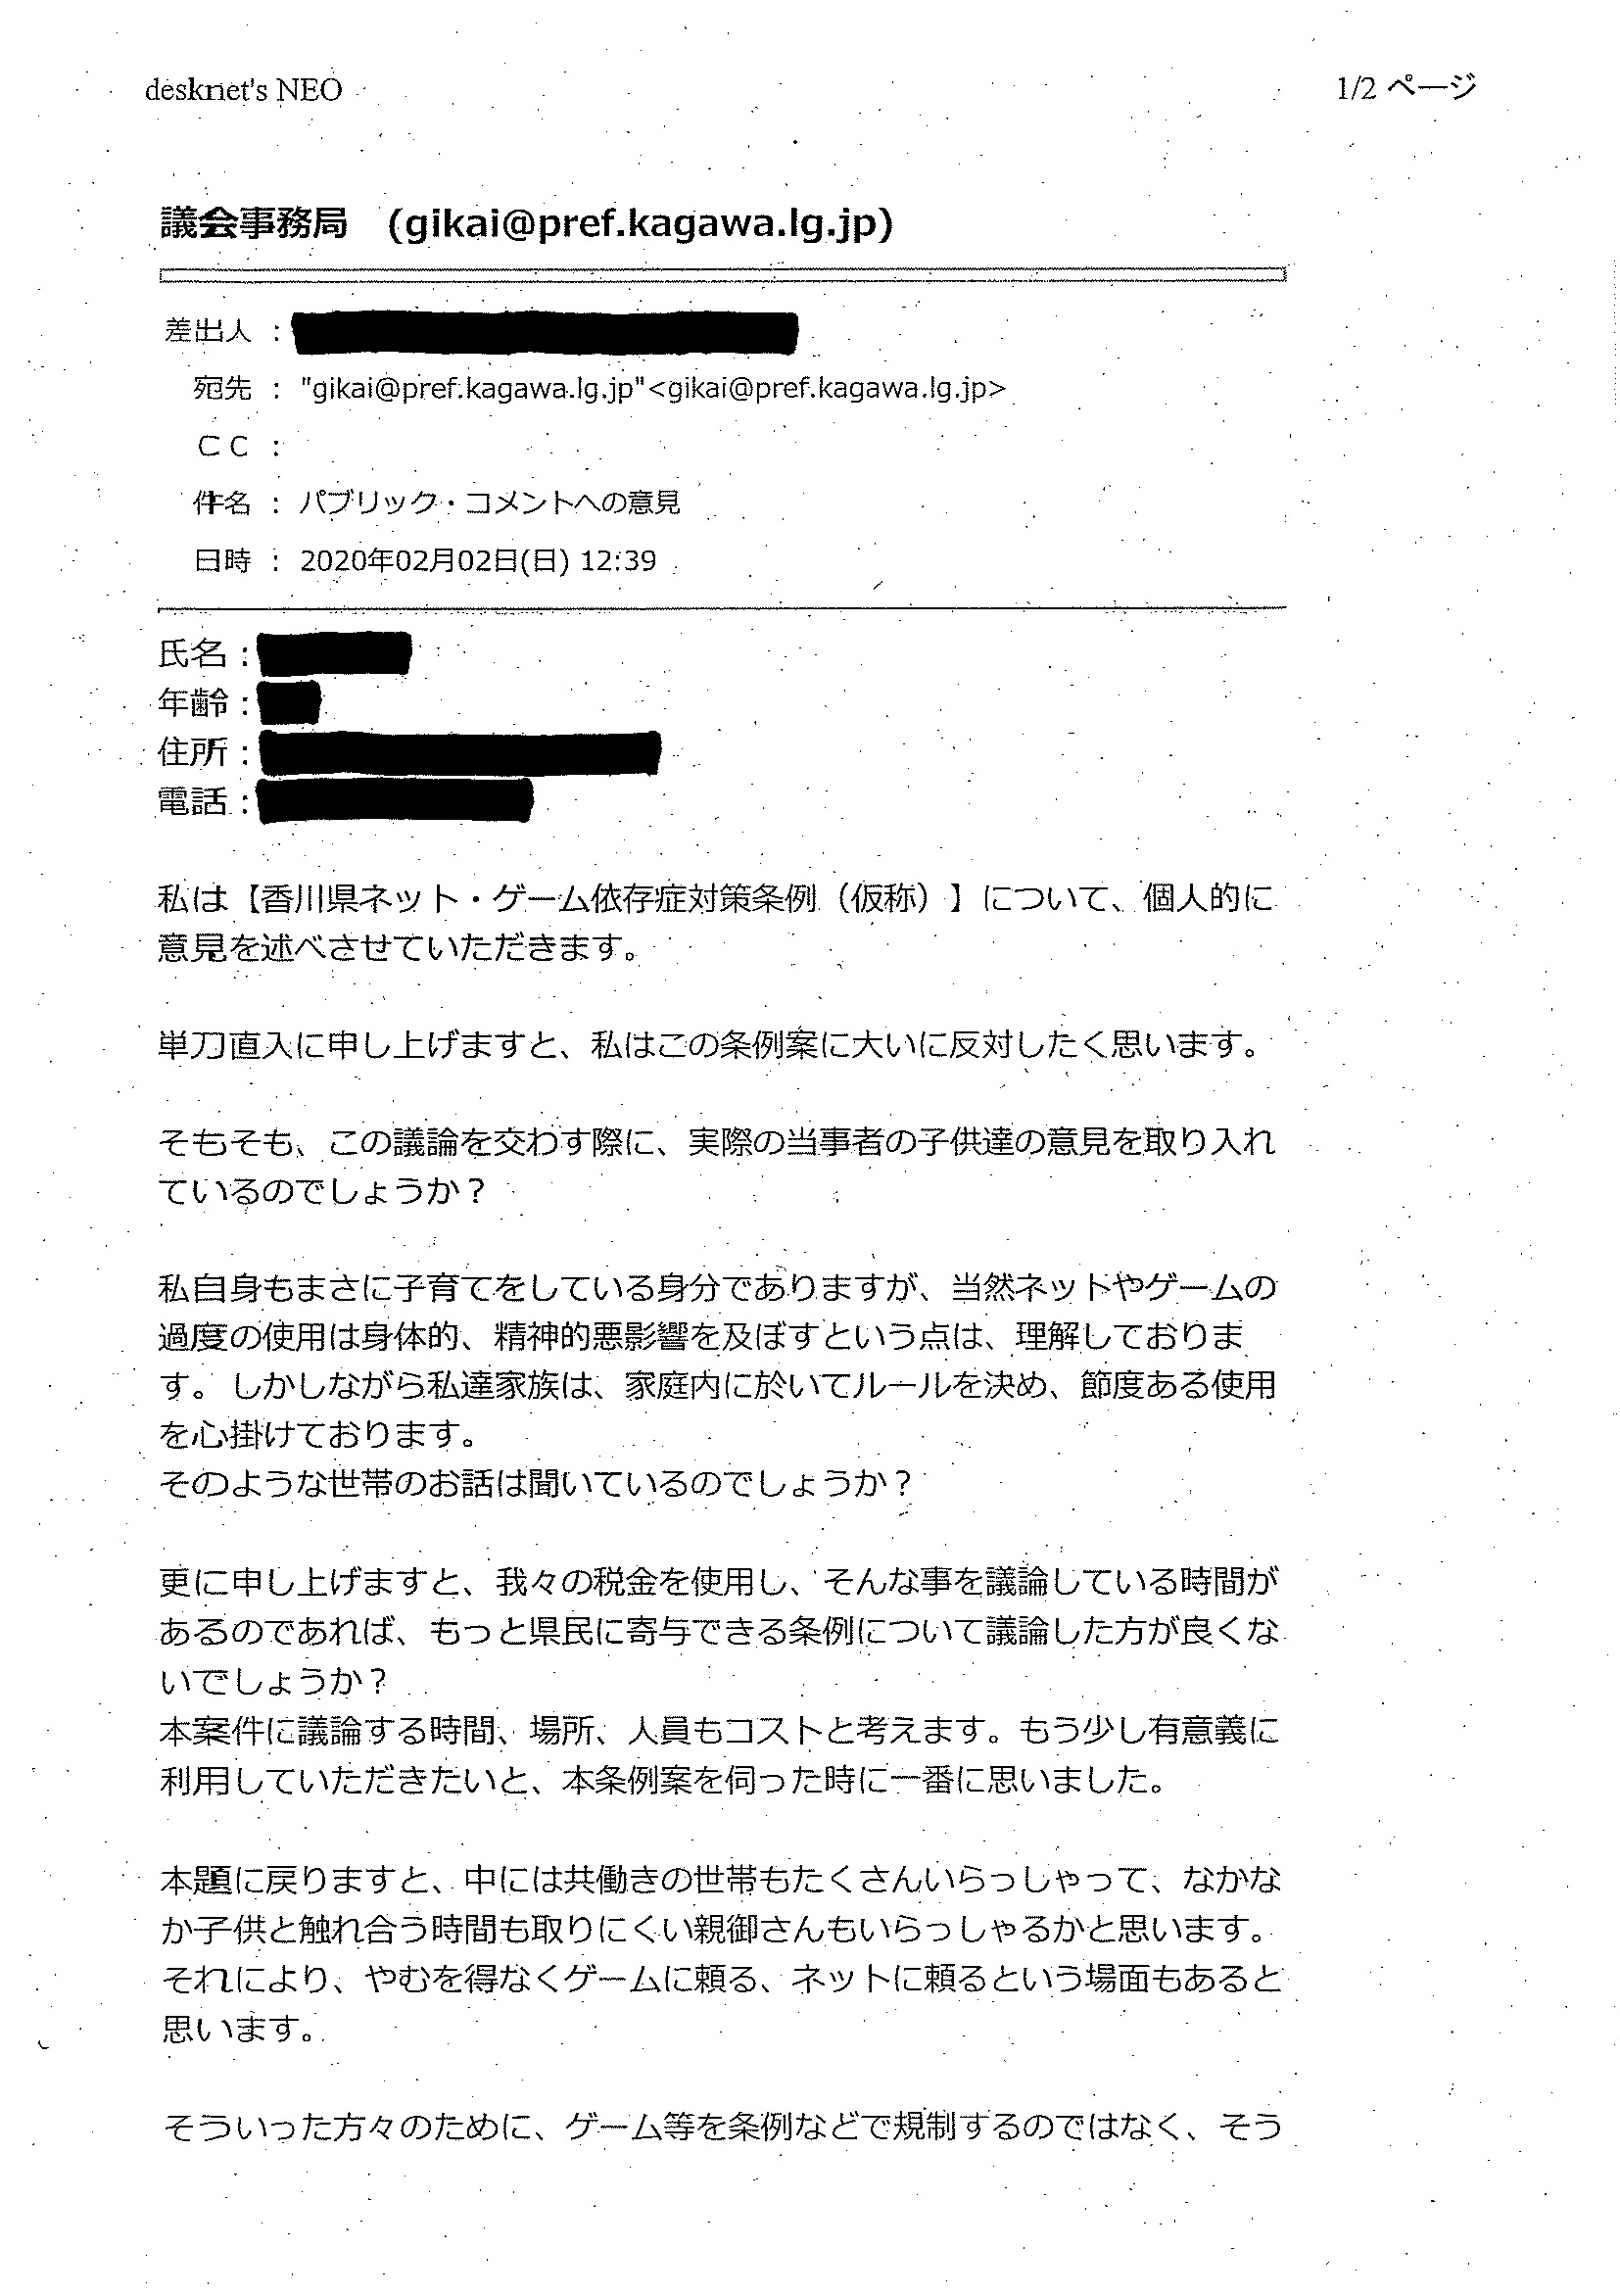 desknet's NEO
1/2 ページ
議会事務局 (gikai@pref.kagawa.lg.jp)
差出人 :
宛先 : "gikai@pref.kagawa.lg.jp"<gikai@pref.kagawa.lg.jp>
ＣＣ :
件名 : パブリック・コメントへの意見
日時 : 2020年02月02日(日) 12:39
氏名：
年齢：
住所：
電話：
私は【香川県ネット・ゲーム依存症対策条例（仮称）】について、個人的に
意見を述べさせていただきます。
単刀直入に申し上げますと、私はこの条例案に大いに反対したく思います。
そもそも、この議論を交わす際に、実際の当事者の子供達の意見を取り入れ
ているのでしょうか？
私自身もまさに子育てをしている身分でありますが、当然ネットやゲームの
過度の使用は身体的、精神的悪影響を及ぼすという点は、理解しておりま
す。しかしながら私達家族は、家庭内に於いてルールを決め、節度ある使用
を心掛けております。
そのような世帯のお話は聞いているのでしょうか？
更に申し上げますと、我々の税金を使用し、そんな事を議論している時間が
あるのであれば、もっと県民に寄与できる条例について議論した方が良くな
いでしょうか？
本案件に議論する時間、場所、人員もコストと考えます。もう少し有意義に
利用していただきたいと、本条例案を伺った時に一番に思いました。
本題に戻りますと、中には共働きの世帯もたくさんいらっしゃって、なかな
か子供と触れ合う時間も取りにくい親御さんもいらっしゃるかと思います。
それにより、やむを得なくゲームに頼る、ネットに頼るという場面もあると
思います。
そういった方々のために、ゲーム等を条例などで規制するのではなく、そう